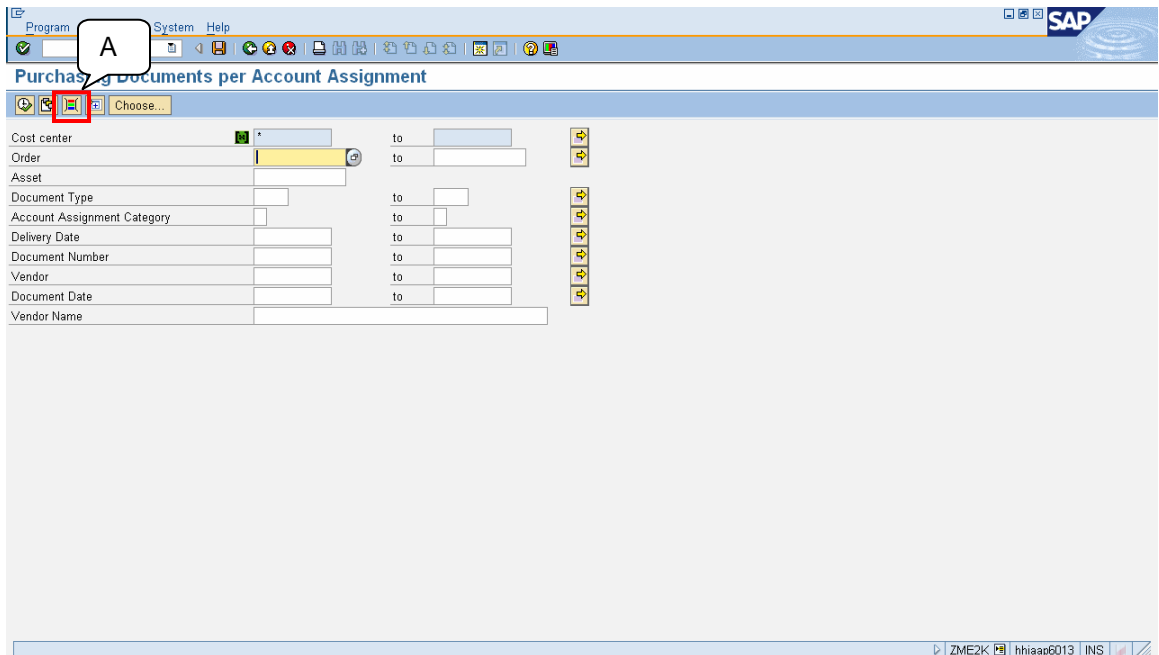 Program System Help
SAP
A
Purchasing Documents per Account Assignment
Choose...
Cost center * to
Order to
Asset
Document Type to
Account Assignment Category to
Delivery Date to
Document Number to
Vendor to
Document Date to
Vendor Name
ZME2K hhiaap6013 INS